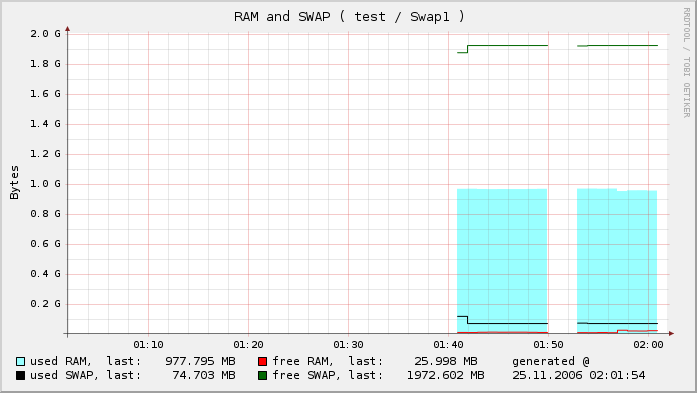 RAM and SWAP ( test / Swap1 )
RRDTOOL / TOBI OETIKER
Bytes
2.0 G
1.8 G
1.6 G
1.4 G
1.2 G
1.0 G
0.8 G
0.6 G
0.4 G
0.2 G
01:10 01:20 01:30 01:40 01:50 02:00
used RAM, last: 977.795 MB free RAM, last: 25.998 MB generated @
used SWAP, last: 74.703 MB free SWAP, last: 1972.602 MB 25.11.2006 02:01:54